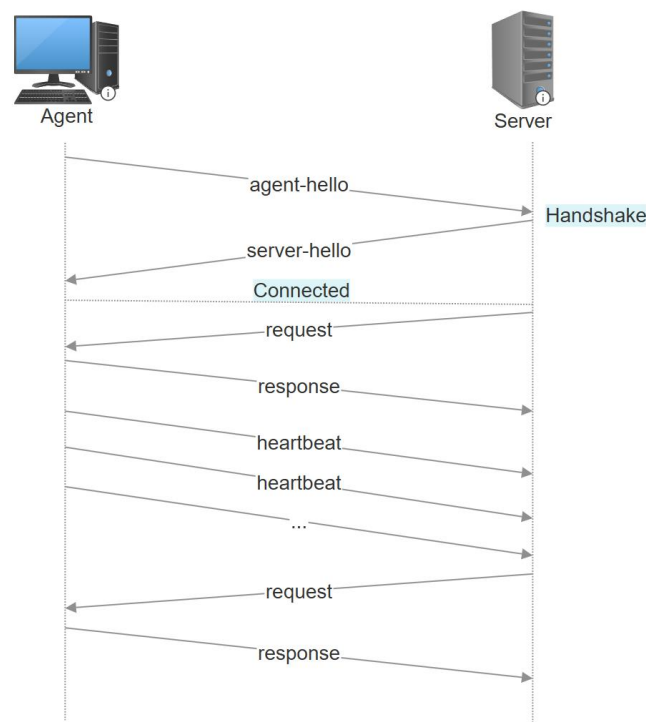 Agent
Server
agent-hello
Handshake
server-hello
Connected
request
response
heartbeat
heartbeat
...
request
response